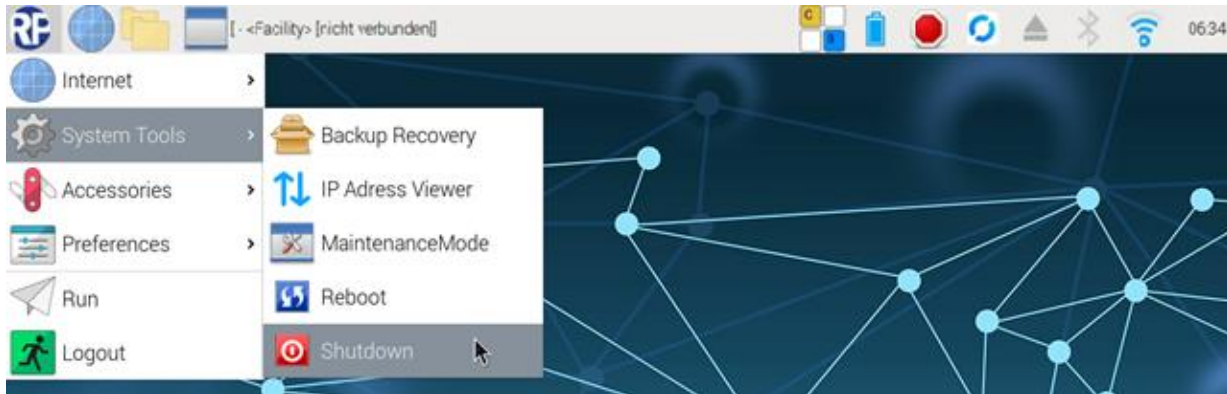 RP
[ - <Facility> [nicht verbunden]]
C
S
06:34
Internet
System Tools
Accessories
Preferences
Run
Logout
Backup Recovery
IP Adress Viewer
MaintenanceMode
Reboot
Shutdown